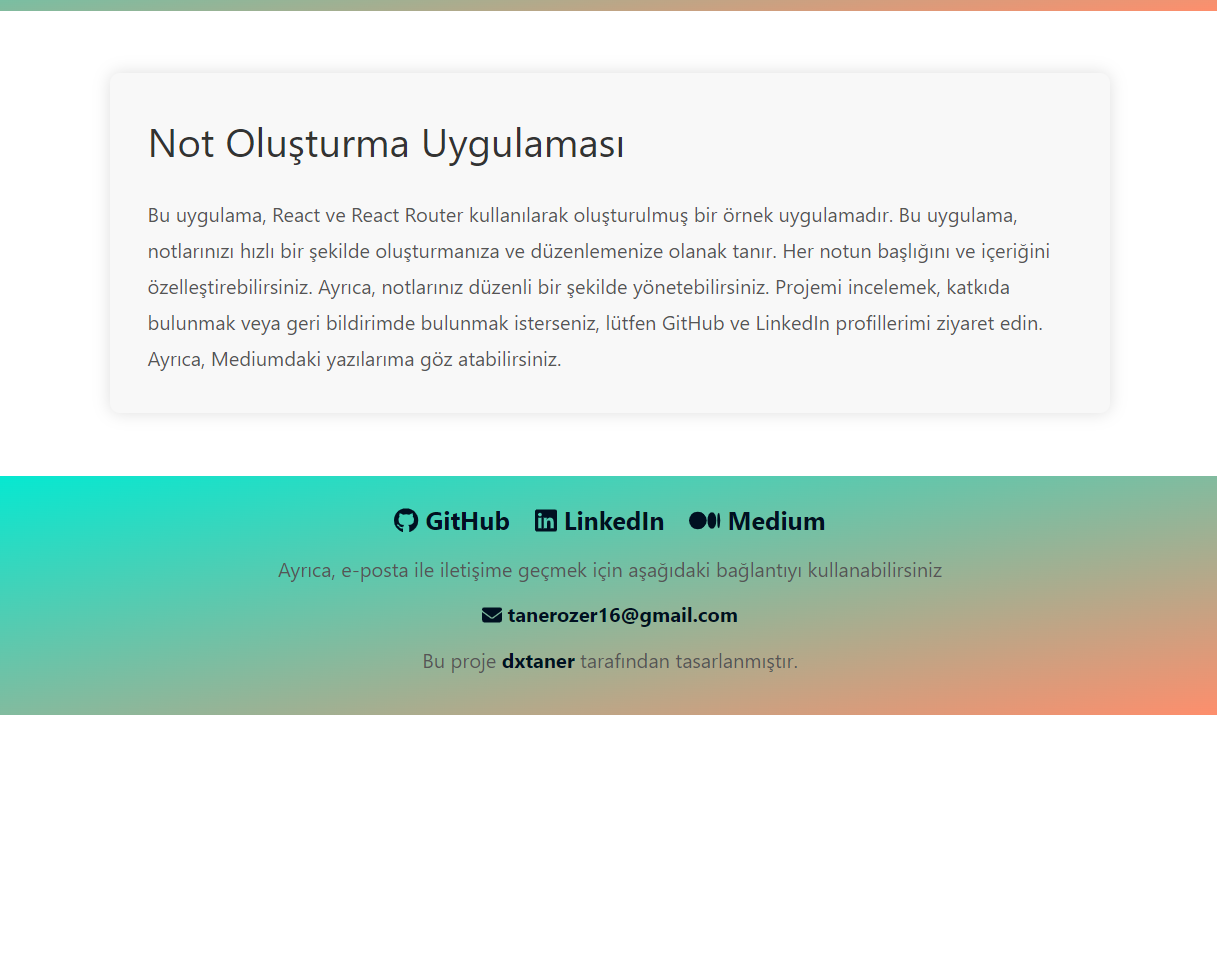 Not Oluşturma Uygulaması
Bu uygulama, React ve React Router kullanılarak oluşturulmuş bir örnek uygulamadır. Bu uygulama,
notlarınızı hızlı bir şekilde oluşturmanıza ve düzenlemenize olanak tanır. Her notun başlığını ve içeriğini
özelleştirebilirsiniz. Ayrıca, notlarınız düzenli bir şekilde yönetebilirsiniz. Projemi incelemek, katkıda
bulunmak veya geri bildirimde bulunmak isterseniz, lütfen GitHub ve LinkedIn profillerimi ziyaret edin.
Ayrıca, Mediumdaki yazılarıma göz atabilirsiniz.
GitHub LinkedIn Medium
Ayrıca, e-posta ile iletişime geçmek için aşağıdaki bağlantıyı kullanabilirsiniz
tanerozer16@gmail.com
Bu proje dxtaner tarafından tasarlanmıştır.